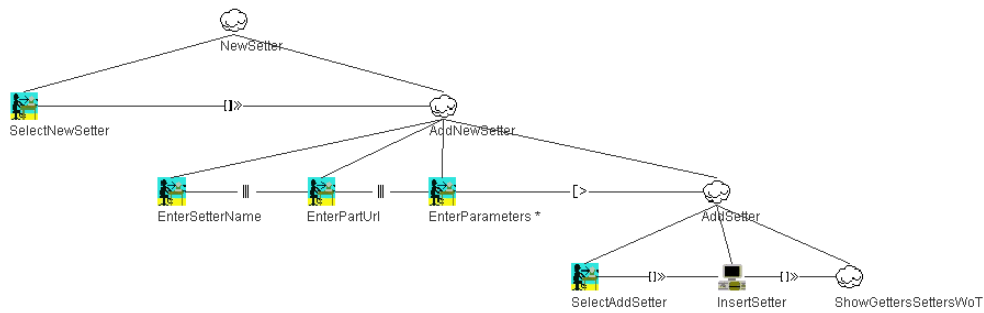 NewSetter
[]»
SelectNewSetter
AddNewSetter
||| ||| [>
EnterSetterName
EnterPartUrl
EnterParameters *
AddSetter
[]» []»
SelectAddSetter
InsertSetter
ShowGettersSettersWoT